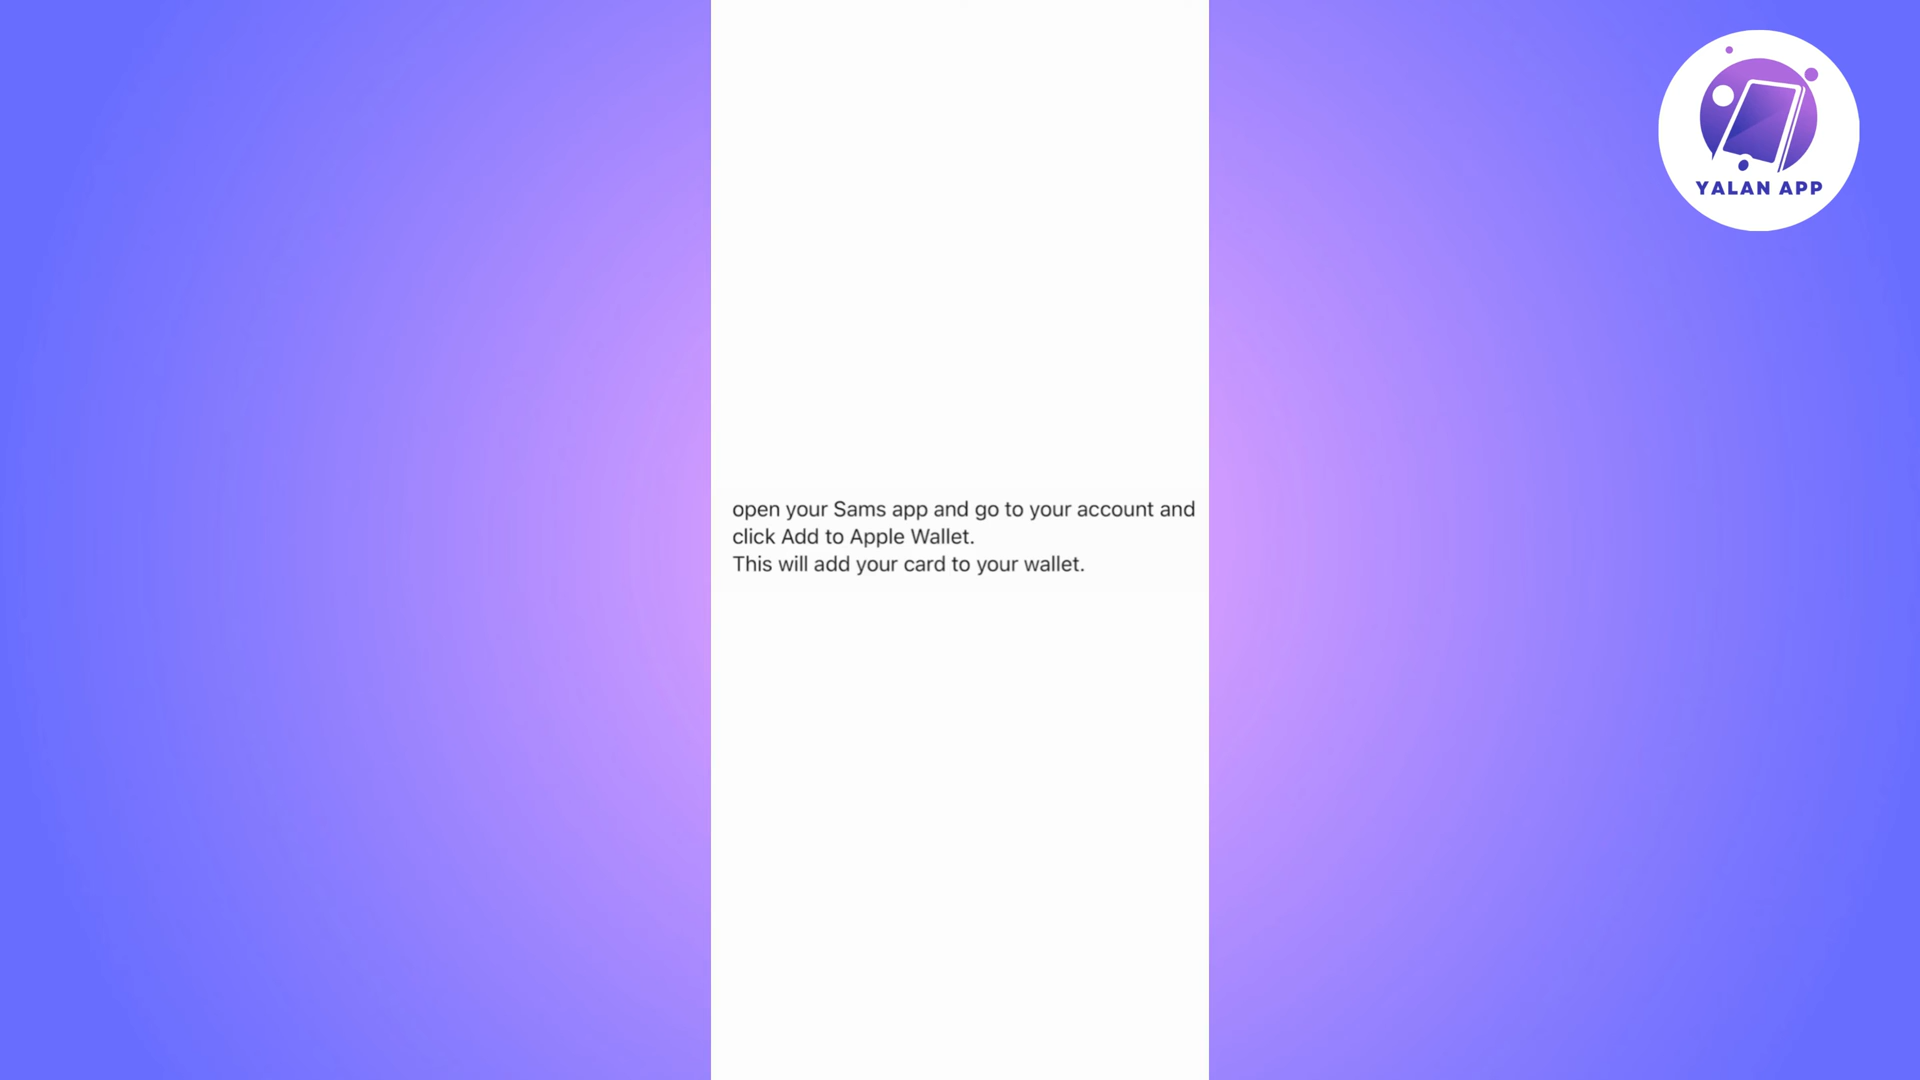 YALAN APP
open your Sams app and go to your account and
click Add to Apple Wallet.
This will add your card to your wallet.